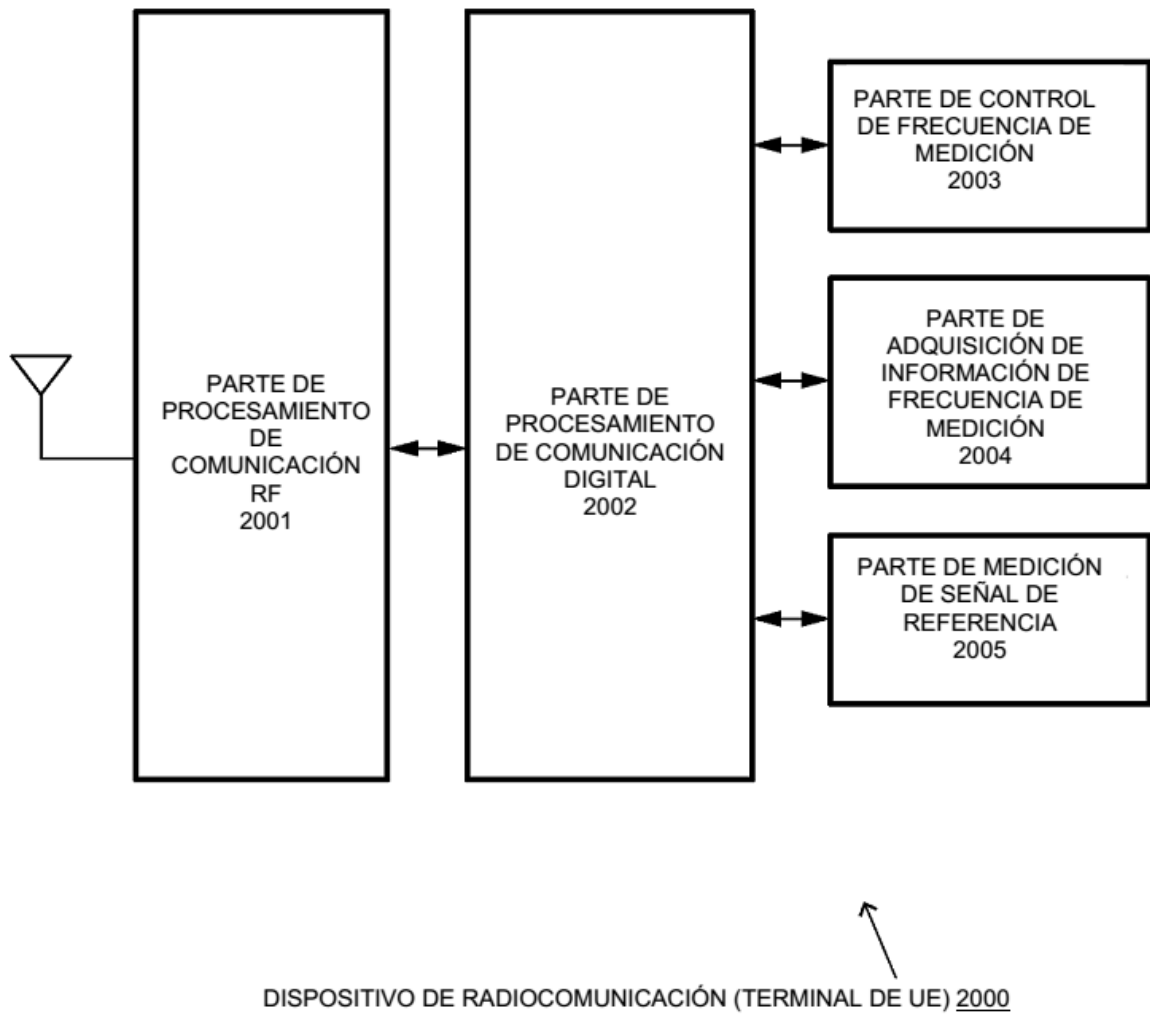 PARTE DE
PROCESAMIENTO
DE
COMUNICACIÓN
RF
2001
PARTE DE
PROCESAMIENTO
DE COMUNICACIÓN
DIGITAL
2002
PARTE DE CONTROL
DE FRECUENCIA DE
MEDICIÓN
2003
PARTE DE
ADQUISICIÓN DE
INFORMACIÓN DE
FRECUENCIA DE
MEDICIÓN
2004
PARTE DE MEDICIÓN
DE SEÑAL DE
REFERENCIA
2005
DISPOSITIVO DE RADIOCOMUNICACIÓN (TERMINAL DE UE) 2000